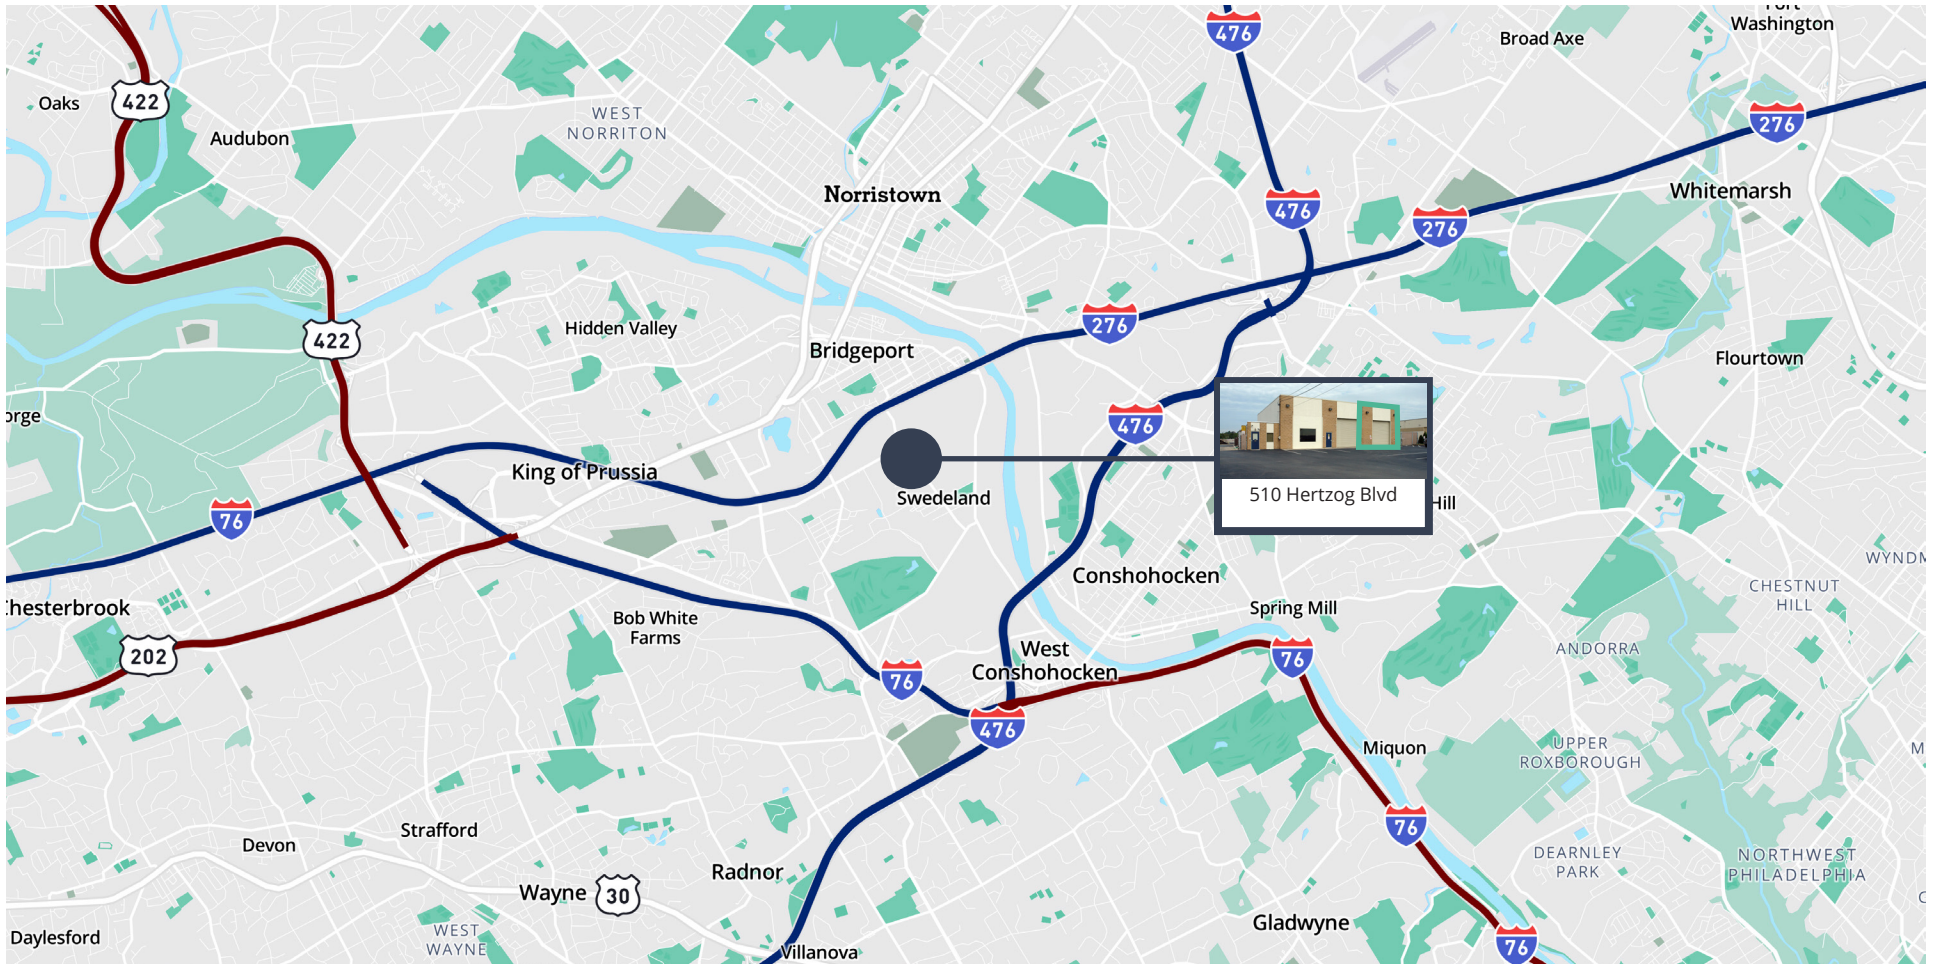 476
Fort
Washington
Broad Axe
Oaks
422
276
Audubon
WEST
NORRITON
Norristown
Whitemarsh
476
276
422
276
Hidden Valley
Bridgeport
Flourtown
orge
476
King of Prussia
Swedeland
510 Hertzog Blvd
Hill
76
WYNDM
Conshohocken
CHESTNUT
HILL
Chesterbrook
Spring Mill
Bob White
Farms
202
West
Conshohocken
76
ANDORRA
76
476
Miquon
UPPER
ROXBOROUGH
M
Strafford
76
Devon
DEARNLEY
PARK
NORTHWEST
PHILADELPHIA
Radnor
Wayne
30
C
Gladwyne
Daylesford
WEST
WAYNE
Villanova
76